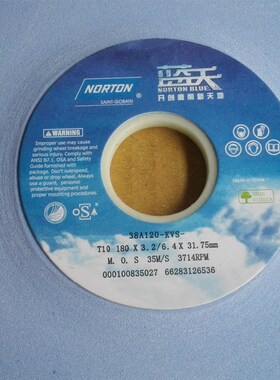 NORTON
SAINT-GOBAIN
蓝天
NORTON BLUE
WARNING
Improper use may cause
grinding wheel breakage and
serious injury. Comply with
ANSI B7.1, OSA and Safety
Guide furnished with
product. Don't overspeed,
abuse or drop wheel. Always
use a guard, personal
protective equipment and
proper mounting procedures.
38A120-KVS-
T10 180 X 3.2/6.4 X 31.75mm
M. O. S 35M/S 3714RPM
000100835027 66283126536